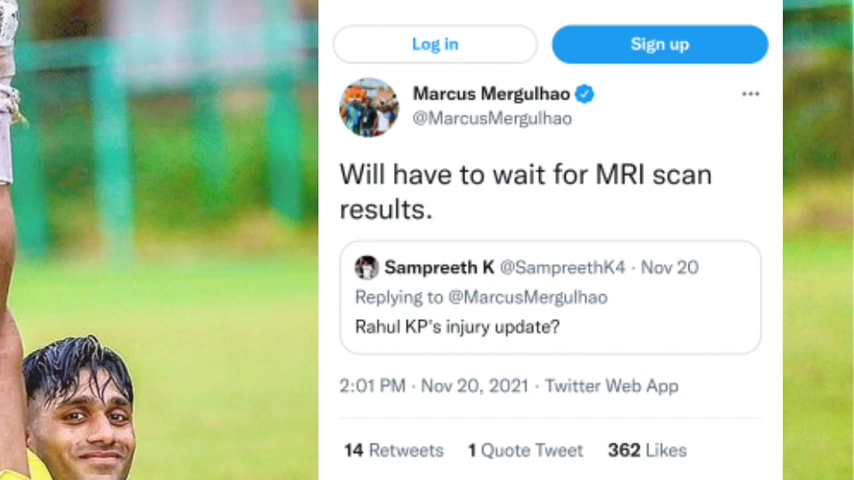 Log in
Sign up
Marcus Mergulhao
@MarcusMergulhao
Will have to wait for MRI scan
results.
Sampreeth K @SampreethK4 · Nov 20
Replying to @MarcusMergulhao
Rahul KP's injury update?
2:01 PM · Nov 20, 2021 · Twitter Web App
14 Retweets 1 Quote Tweet 362 Likes